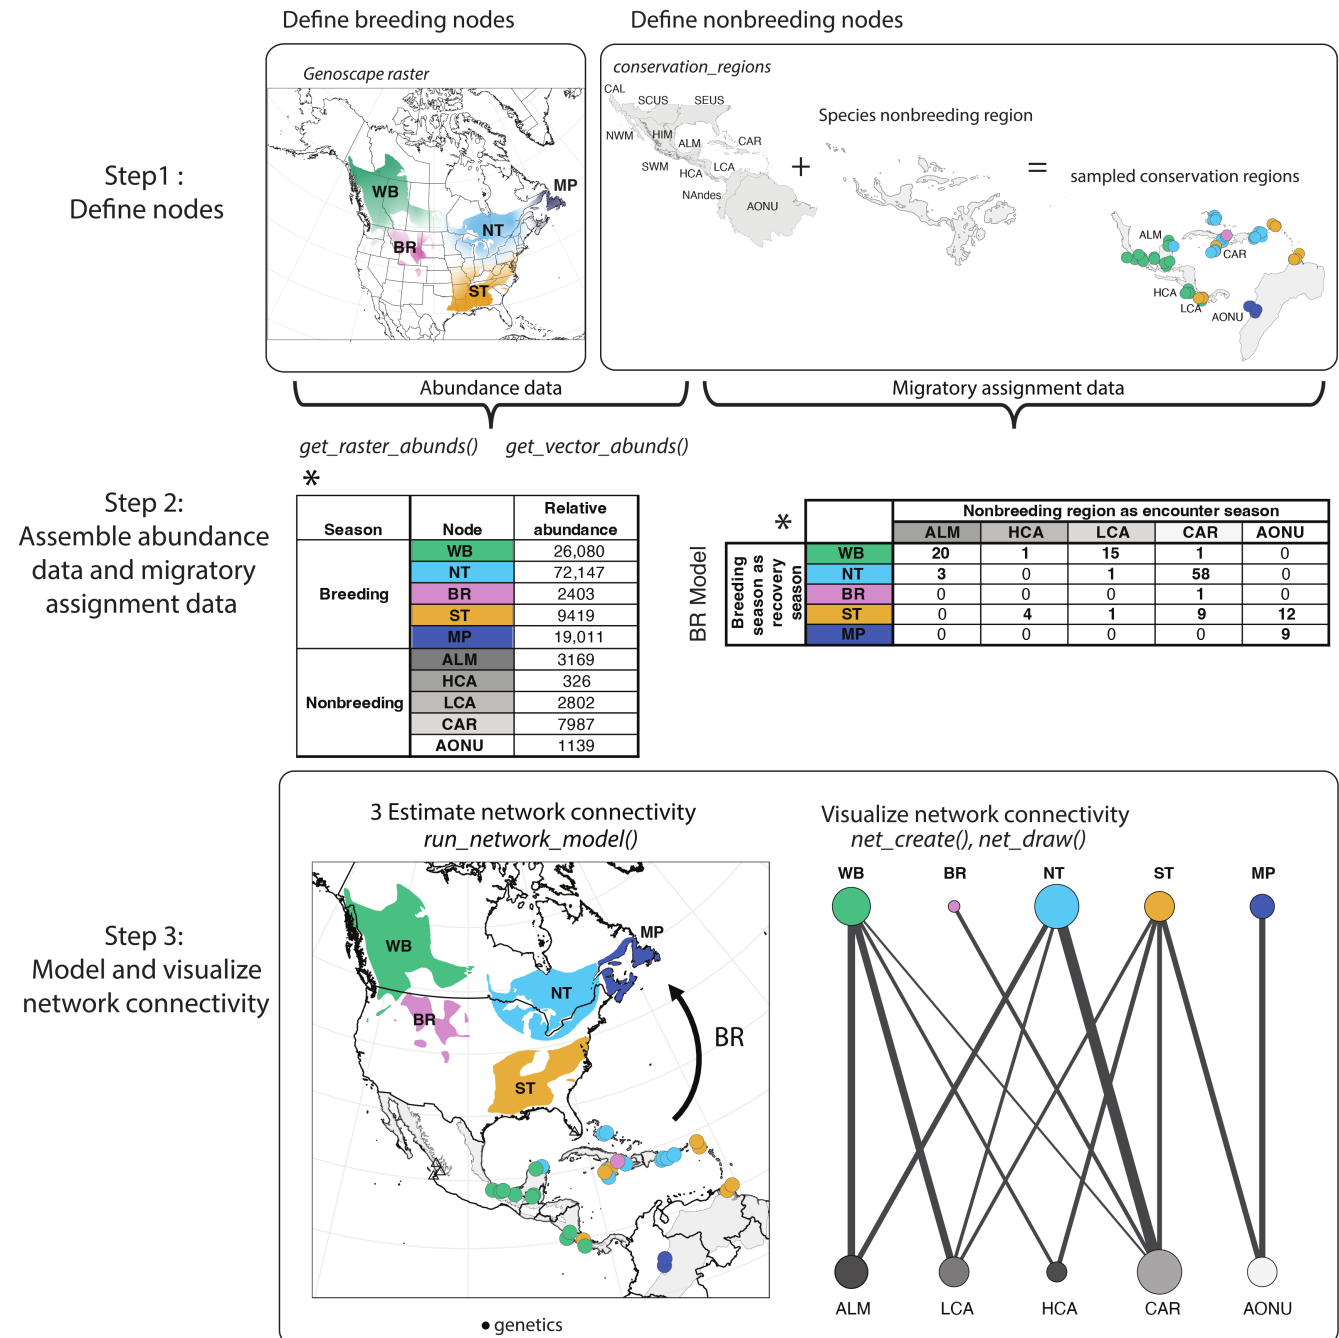 Define breeding nodes
Define nonbreeding nodes
Step1 :
Define nodes
Genoscape raster
WB
BR
NT
ST
MP
conservation_regions
CAL
SCUS
SEUS
NWM
HIM
ALM
CAR
SWM
HCA
LCA
NAndes
AONU
+
Species nonbreeding region
=
sampled conservation regions
ALM
CAR
HCA
LCA
AONU
Abundance data
Migratory assignment data
get_raster_abunds()
get_vector_abunds()
Step 2:
Assemble abundance
data and migratory
assignment data
*
Season Node Relative abundance
Breeding
WB 26,080
NT 72,147
BR 2403
ST 9419
MP 19,011
Nonbreeding
ALM 3169
HCA 326
LCA 2802
CAR 7987
AONU 1139
*
BR Model
Breeding
season as
recovery
season
Nonbreeding region as encounter season
ALM HCA LCA CAR AONU
WB 20 1 15 1 0
NT 3 0 1 58 0
BR 0 0 0 1 0
ST 0 4 1 9 12
MP 0 0 0 0 9
Step 3:
Model and visualize
network connectivity
3 Estimate network connectivity
run_network_model()
WB
BR
NT
ST
MP
BR
• genetics
Visualize network connectivity
net_create(), net_draw()
WB BR NT ST MP
ALM LCA HCA CAR AONU